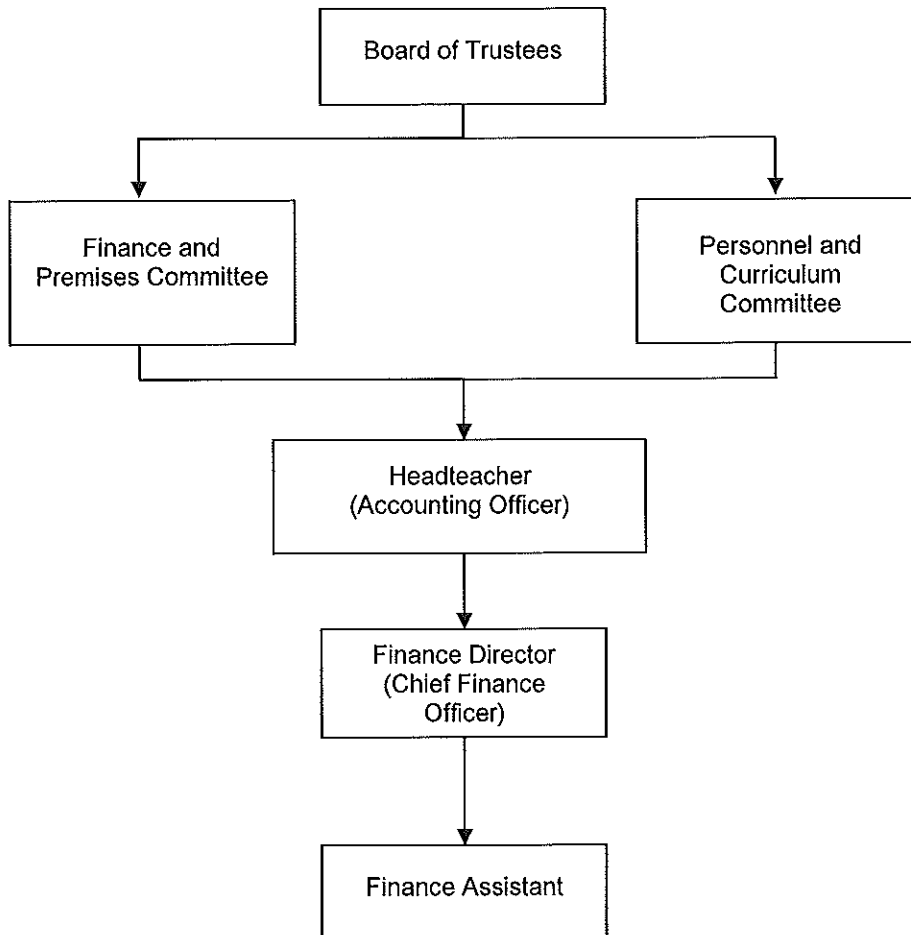 Board of Trustees
Finance and
Premises Committee
Personnel and
Curriculum
Committee
Headteacher
(Accounting Officer)
Finance Director
(Chief Finance
Officer)
Finance Assistant